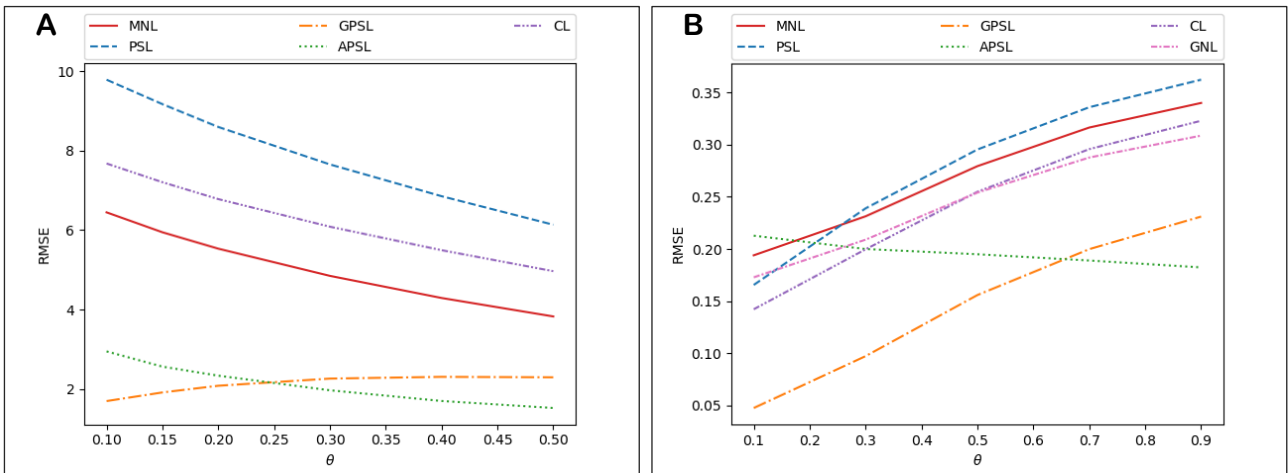 A
MNL GPSL CL
PSL APSL
RMSE
10
8
6
4
2
0.10 0.15 0.20 0.25 0.30 0.35 0.40 0.45 0.50
θ
B
MNL GPSL CL
PSL APSL GNL
RMSE
0.35
0.30
0.25
0.20
0.15
0.10
0.05
0.1 0.2 0.3 0.4 0.5 0.6 0.7 0.8 0.9
θ